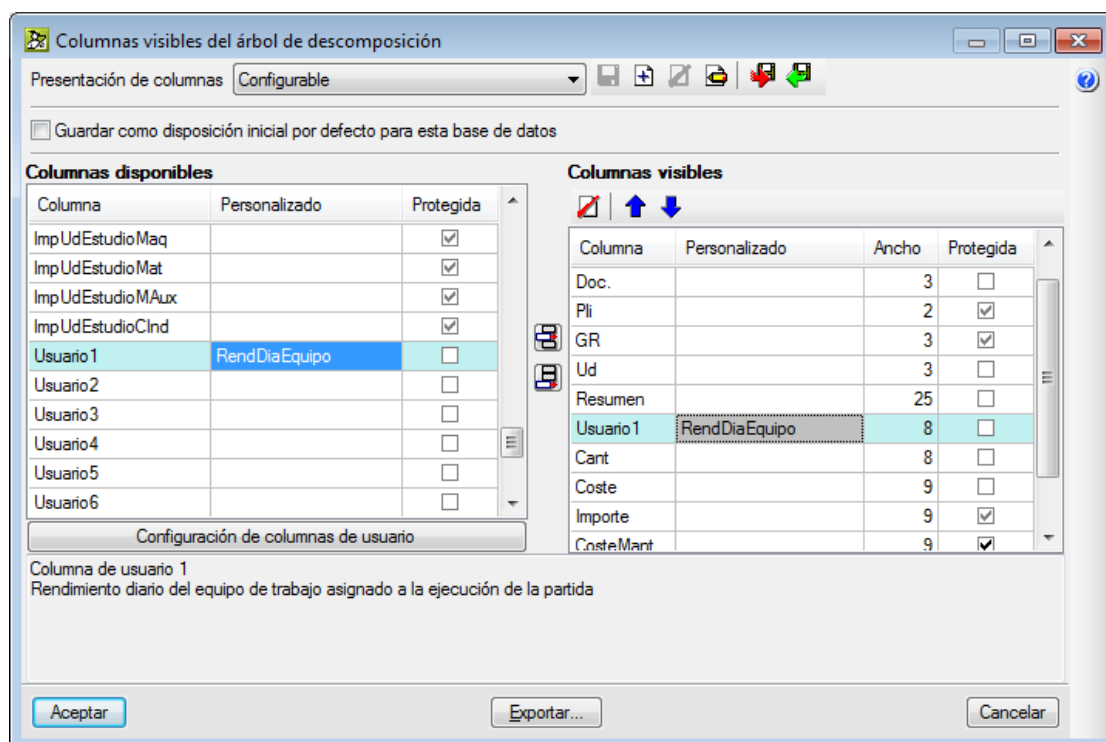 Columnas visibles del árbol de descomposición
Presentación de columnas Configurable
Guardar como disposición inicial por defecto para esta base de datos
Columnas disponibles
Columna Personalizado Protegida
ImpUdEstudioMaq
ImpUdEstudioMat
ImpUdEstudioMAux
ImpUdEstudioCInd
Usuario1 RendDiaEquipo
Usuario2
Usuario3
Usuario4
Usuario5
Usuario6
Configuración de columnas de usuario
Columnas visibles
Columna Personalizado Ancho Protegida
Doc. 3
Pli 2
GR 3
Ud 3
Resumen 25
Usuario1 RendDiaEquipo 8
Cant 8
Coste 9
Importe 9
CosteMant 9
Columna de usuario 1
Rendimiento diario del equipo de trabajo asignado a la ejecución de la partida
Aceptar Exportar... Cancelar